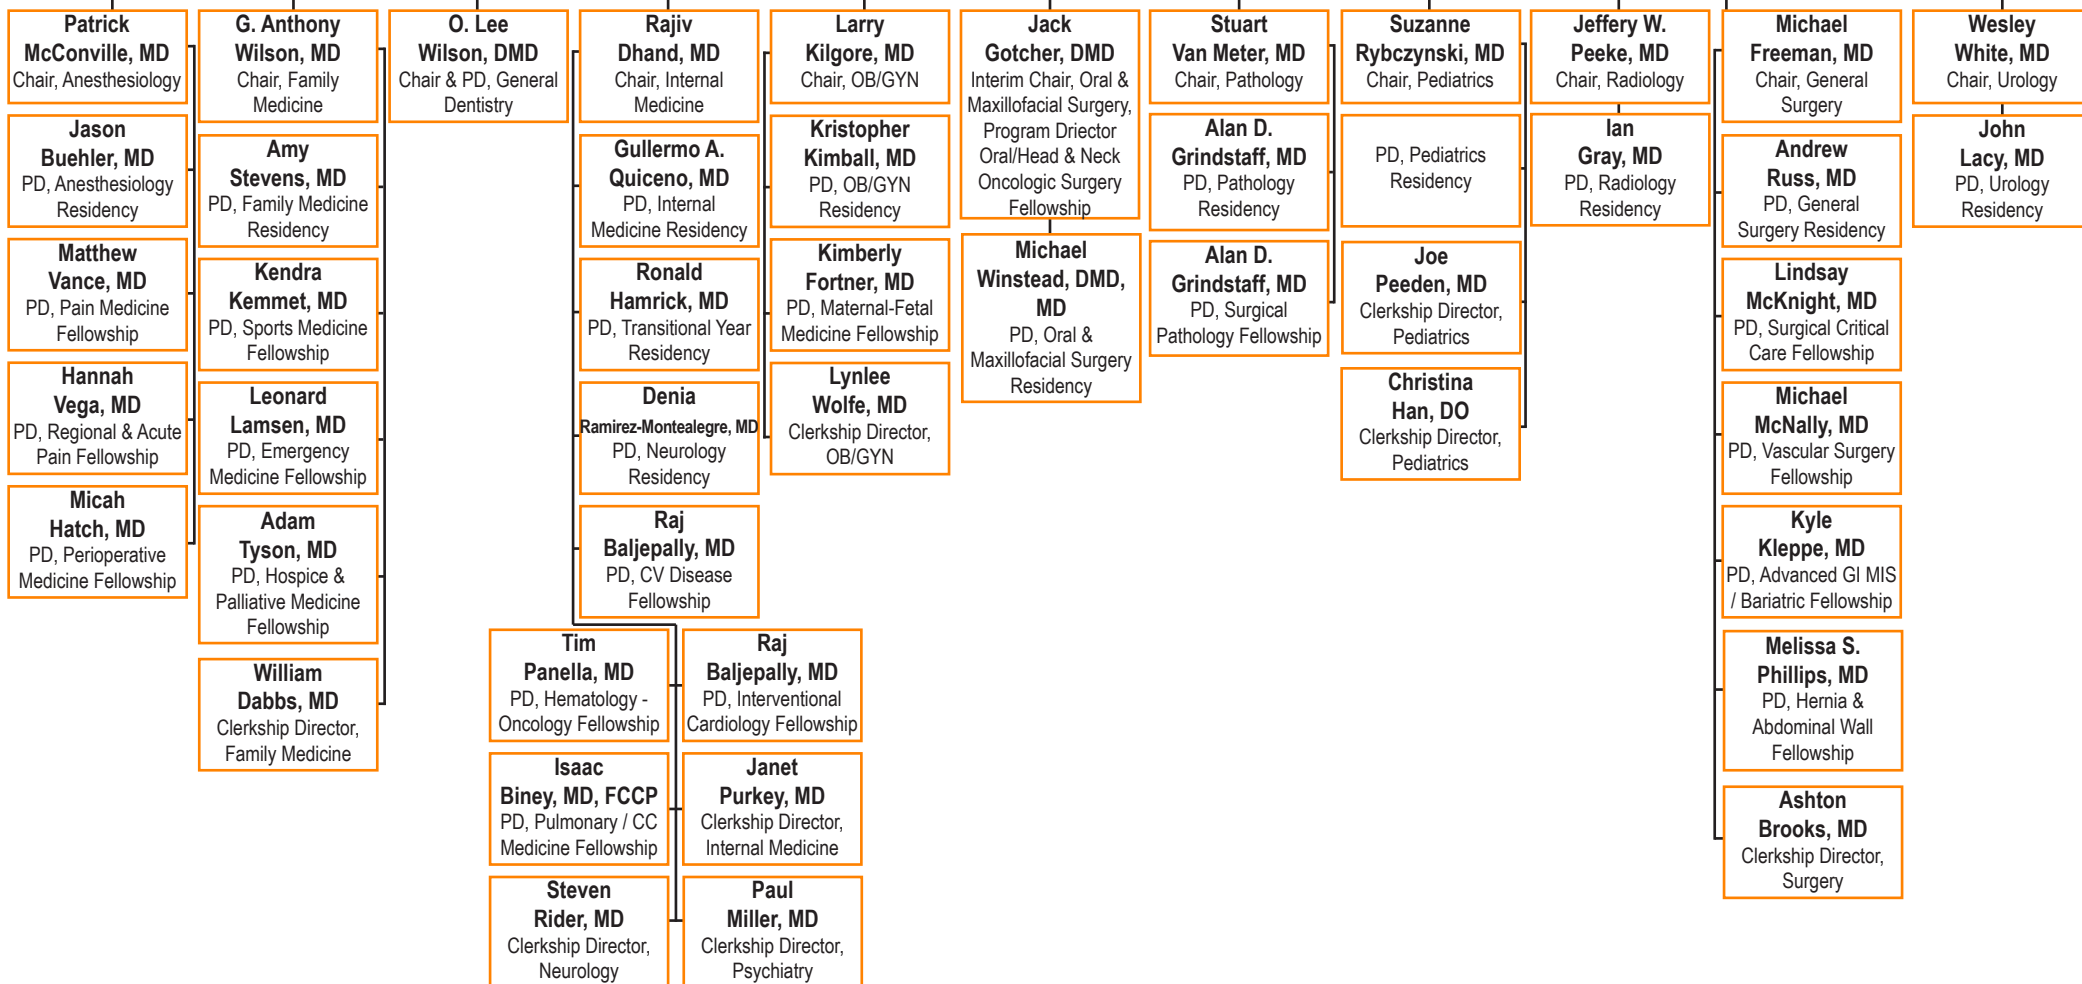 Patrick
McConville, MD
Chair, Anesthesiology
Jason
Buehler, MD
PD, Anesthesiology
Residency
Matthew
Vance, MD
PD, Pain Medicine
Fellowship
Hannah
Vega, MD
PD, Regional & Acute
Pain Fellowship
Micah
Hatch, MD
PD, Perioperative
Medicine Fellowship
G. Anthony
Wilson, MD
Chair, Family
Medicine
Amy
Stevens, MD
PD, Family Medicine
Residency
Kendra
Kemmet, MD
PD, Sports Medicine
Fellowship
Leonard
Lamsen, MD
PD, Emergency
Medicine Fellowship
Adam
Tyson, MD
PD, Hospice &
Palliative Medicine
Fellowship
William
Dabbs, MD
Clerkship Director,
Family Medicine
O. Lee
Wilson, DMD
Chair & PD, General
Dentistry
Rajiv
Dhand, MD
Chair, Internal
Medicine
Gullermo A.
Quiceno, MD
PD, Internal
Medicine Residency
Ronald
Hamrick, MD
PD, Transitional Year
Residency
Denia
Ramirez-Montealegre, MD
PD, Neurology
Residency
Raj
Baljepally, MD
PD, CV Disease
Fellowship
Tim
Panella, MD
PD, Hematology -
Oncology Fellowship
Raj
Baljepally, MD
PD, Interventional
Cardiology Fellowship
Isaac
Biney, MD, FCCP
PD, Pulmonary / CC
Medicine Fellowship
Janet
Purkey, MD
Clerkship Director,
Internal Medicine
Steven
Rider, MD
Clerkship Director,
Neurology
Paul
Miller, MD
Clerkship Director,
Psychiatry
Larry
Kilgore, MD
Chair, OB/GYN
Kristopher
Kimball, MD
PD, OB/GYN
Residency
Kimberly
Fortner, MD
PD, Maternal-Fetal
Medicine Fellowship
Lynlee
Wolfe, MD
Clerkship Director,
OB/GYN
Jack
Gotcher, DMD
Interim Chair, Oral &
Maxillofacial Surgery,
Program Driector
Oral/Head & Neck
Oncologic Surgery
Fellowship
Michael
Winstead, DMD,
MD
PD, Oral &
Maxillofacial Surgery
Residency
Stuart
Van Meter, MD
Chair, Pathology
Alan D.
Grindstaff, MD
PD, Pathology
Residency
Alan D.
Grindstaff, MD
PD, Surgical
Pathology Fellowship
Suzanne
Rybczynski, MD
Chair, Pediatrics
PD, Pediatrics
Residency
Joe
Peeden, MD
Clerkship Director,
Pediatrics
Christina
Han, DO
Clerkship Director,
Pediatrics
Jeffery W.
Peeke, MD
Chair, Radiology
Ian
Gray, MD
PD, Radiology
Residency
Michael
Freeman, MD
Chair, General
Surgery
Andrew
Russ, MD
PD, General
Surgery Residency
Lindsay
McKnight, MD
PD, Surgical Critical
Care Fellowship
Michael
McNally, MD
PD, Vascular Surgery
Fellowship
Kyle
Kleppe, MD
PD, Advanced GI MIS
/ Bariatric Fellowship
Melissa S.
Phillips, MD
PD, Hernia &
Abdominal Wall
Fellowship
Ashton
Brooks, MD
Clerkship Director,
Surgery
Wesley
White, MD
Chair, Urology
John
Lacy, MD
PD, Urology
Residency